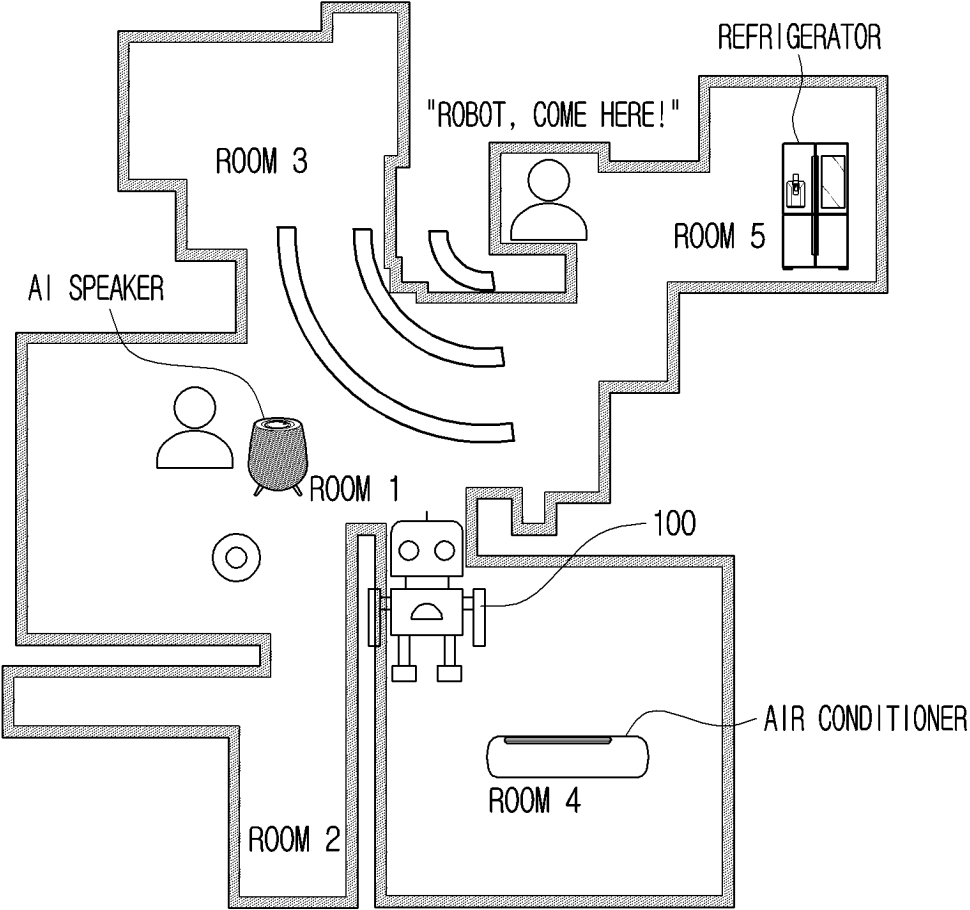 REFRIGERATOR
"ROBOT, COME HERE!"
ROOM 3
ROOM 5
AI SPEAKER
ROOM 1
100
AIR CONDITIONER
ROOM 4
ROOM 2